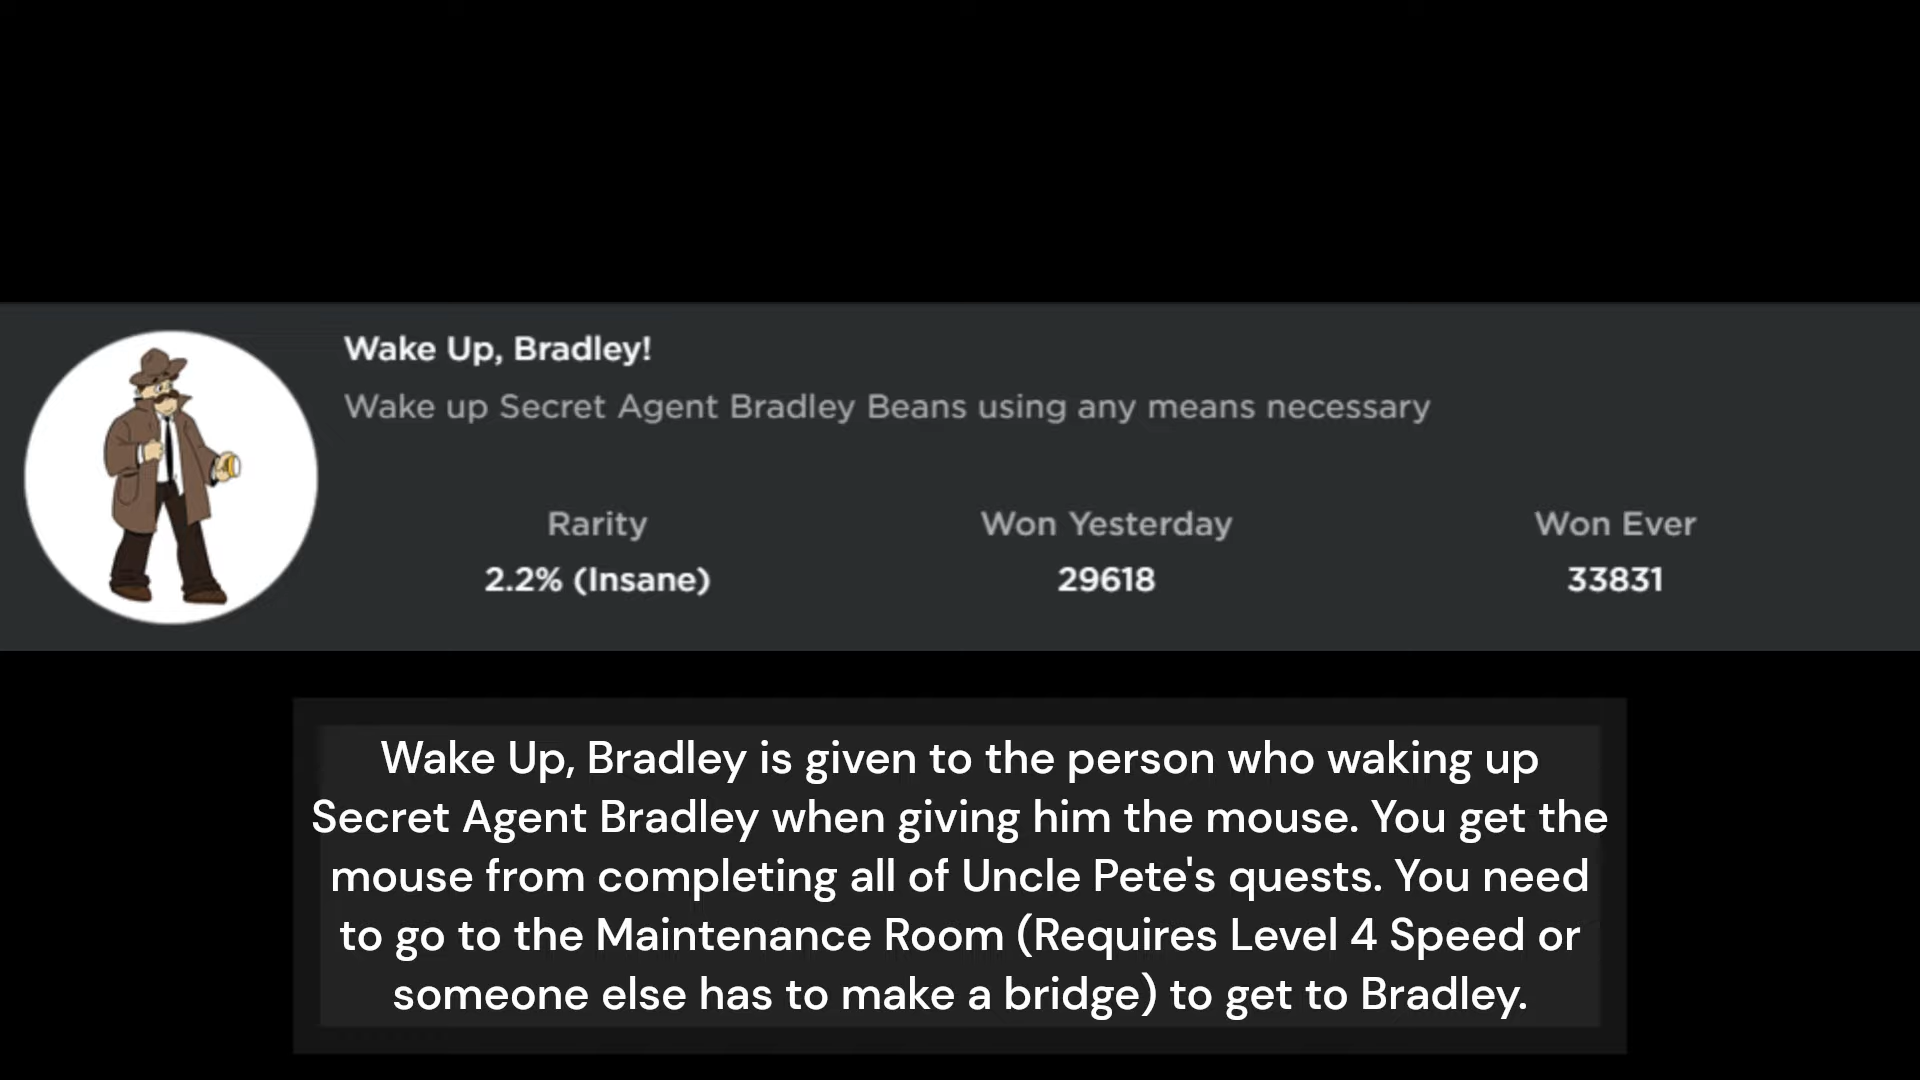 Wake Up, Bradley!
Wake up Secret Agent Bradley Beans using any means necessary
Rarity Won Yesterday Won Ever
2.2% (Insane) 29618 33831
Wake Up, Bradley is given to the person who waking up
Secret Agent Bradley when giving him the mouse. You get the
mouse from completing all of Uncle Pete's quests. You need
to go to the Maintenance Room (Requires Level 4 Speed or
someone else has to make a bridge) to get to Bradley.